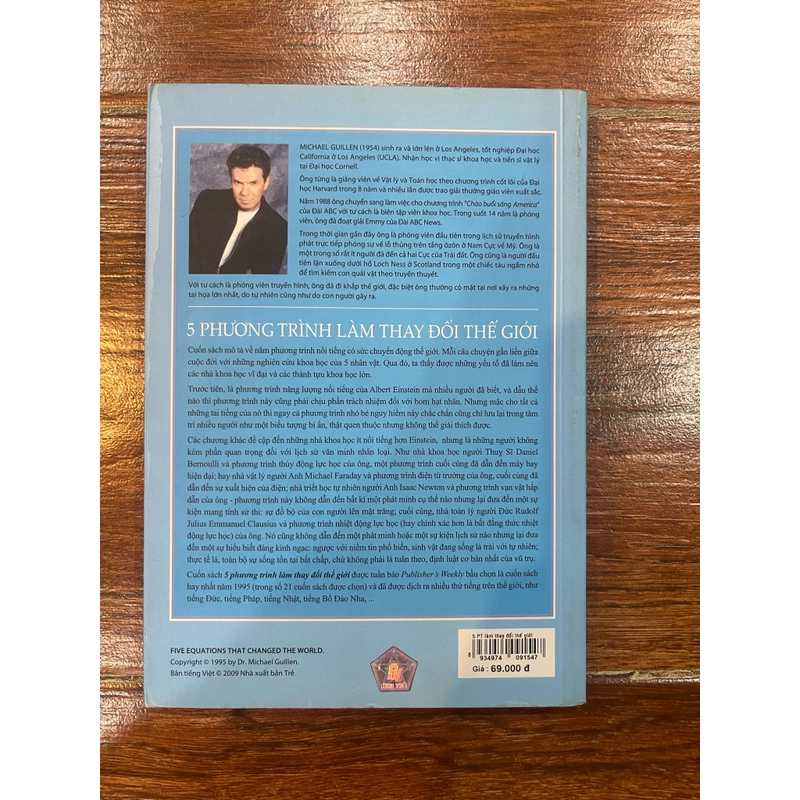 MICHAEL GUILLEN (1954) sinh ra và lớn lên ở Los Angeles, tốt nghiệp Đại học
California ở Los Angeles (UCLA). Nhận học vị thạc sĩ khoa học và tiến sĩ vật lý
tại Đại học Cornell.
Ông từng là giảng viên về Vật lý và Toán học theo chương trình cốt lõi của Đại
học Harvard trong 8 năm và nhiều lần được trao giải thưởng giáo viên xuất sắc.
Năm 1988 ông chuyển sang làm việc cho chương trình "Chào buổi sáng America"
của Đài ABC với tư cách là biên tập viên khoa học. Trong suốt 14 năm là phóng
viên, ông đã đoạt giải Emmy của Đài ABC News.
Trong thời gian gần đây ông là phóng viên đầu tiên trong lịch sử truyền hình
phát trực tiếp phóng sự về lỗ thủng trên tầng ôzôn ở Nam Cực về Mỹ. Ông là
một trong số rất ít người đã đến cả hai Cực của Trái đất. Ông cũng là người đầu
tiên lặn xuống dưới hồ Loch Ness ở Scotland trong một chiếc tàu ngầm nhỏ
để tìm kiếm con quái vật theo truyền thuyết.
Với tư cách là phóng viên truyền hình, ông đã đi khắp thế giới, đặc biệt ông thường có mặt tại nơi xảy ra những
tai họa lớn nhất, do tự nhiên cũng như do con người gây ra.
5 PHƯƠNG TRÌNH LÀM THAY ĐỔI THẾ GIỚI
Cuốn sách mô tả về năm phương trình nổi tiếng có sức chuyển động thế giới. Mỗi câu chuyện gắn liền giữa
cuộc đời với những nghiên cứu khoa học của 5 nhân vật. Qua đó, ta thấy được những yếu tố đã làm nên
các nhà khoa học vĩ đại và các thành tựu khoa học lớn.
Trước tiên, là phương trình năng lượng nổi tiếng của Albert Einstein mà nhiều người đã biết, và dẫu thế
nào thì phương trình này cũng phải chịu phần trách nhiệm đối với bom hạt nhân. Nhưng mặc cho tất cả
những tai tiếng của nó thì ngay cả phương trình nhỏ bé nguy hiểm này chắc chắn cũng chỉ lưu lại trong tâm
trí nhiều người như một biểu tượng bí ẩn, thật quen thuộc nhưng không thể giải thích được.
Các chương khác đề cập đến những nhà khoa học ít nổi tiếng hơn Einstein, nhưng là những người không
kém phần quan trọng đối với lịch sử văn minh nhân loại. Như nhà khoa học người Thuỵ Sĩ Daniel
Bernoulli và phương trình thủy động lực học của ông, một phương trình cuối cùng đã dẫn đến máy bay
hiện đại; hay nhà vật lý người Anh Michael Faraday và phương trình điện từ trường của ông, cuối cùng đã
dẫn đến sự xuất hiện của điện; nhà triết học tự nhiên người Anh Isaac Newton và phương trình vạn vật hấp
dẫn của ông - phương trình này không dẫn đến bất kì một phát minh cụ thể nào nhưng lại đưa đến một sự
kiện mang tính sử thi: sự đổ bộ của con người lên mặt trăng; cuối cùng, nhà toán lý người Đức Rudolf
Julius Emmanuel Clausius và phương trình nhiệt động lực học (hay chính xác hơn là bất đẳng thức nhiệt
động lực học) của ông. Nó cũng không dẫn đến một phát minh hoặc một sự kiện lịch sử nào nhưng lại đưa
đến một sự hiểu biết đáng kinh ngạc: ngược với niềm tin phổ biến, sinh vật đang sống là trái với tự nhiên;
thực tế là, toàn bộ sự sống tồn tại bất chấp, chứ không phải là tuân theo, định luật cơ bản nhất của vũ trụ.
Cuốn sách 5 phương trình làm thay đổi thế giới được tuần báo Publisher's Weekly bầu chọn là cuốn sách
hay nhất năm 1995 (trong số 21 cuốn sách được chọn) và đã được dịch ra nhiều thứ tiếng trên thế giới, như
tiếng Đức, tiếng Pháp, tiếng Nhật, tiếng Bồ Đào Nha, ...
FIVE EQUATIONS THAT CHANGED THE WORLD.
Copyright © 1995 by Dr. Michael Guillen.
Bản tiếng Việt © 2009 Nhà xuất bản Trẻ
5 PT làm thay đổi thế giới
8 934974 091547
Giá : 69.000 đ